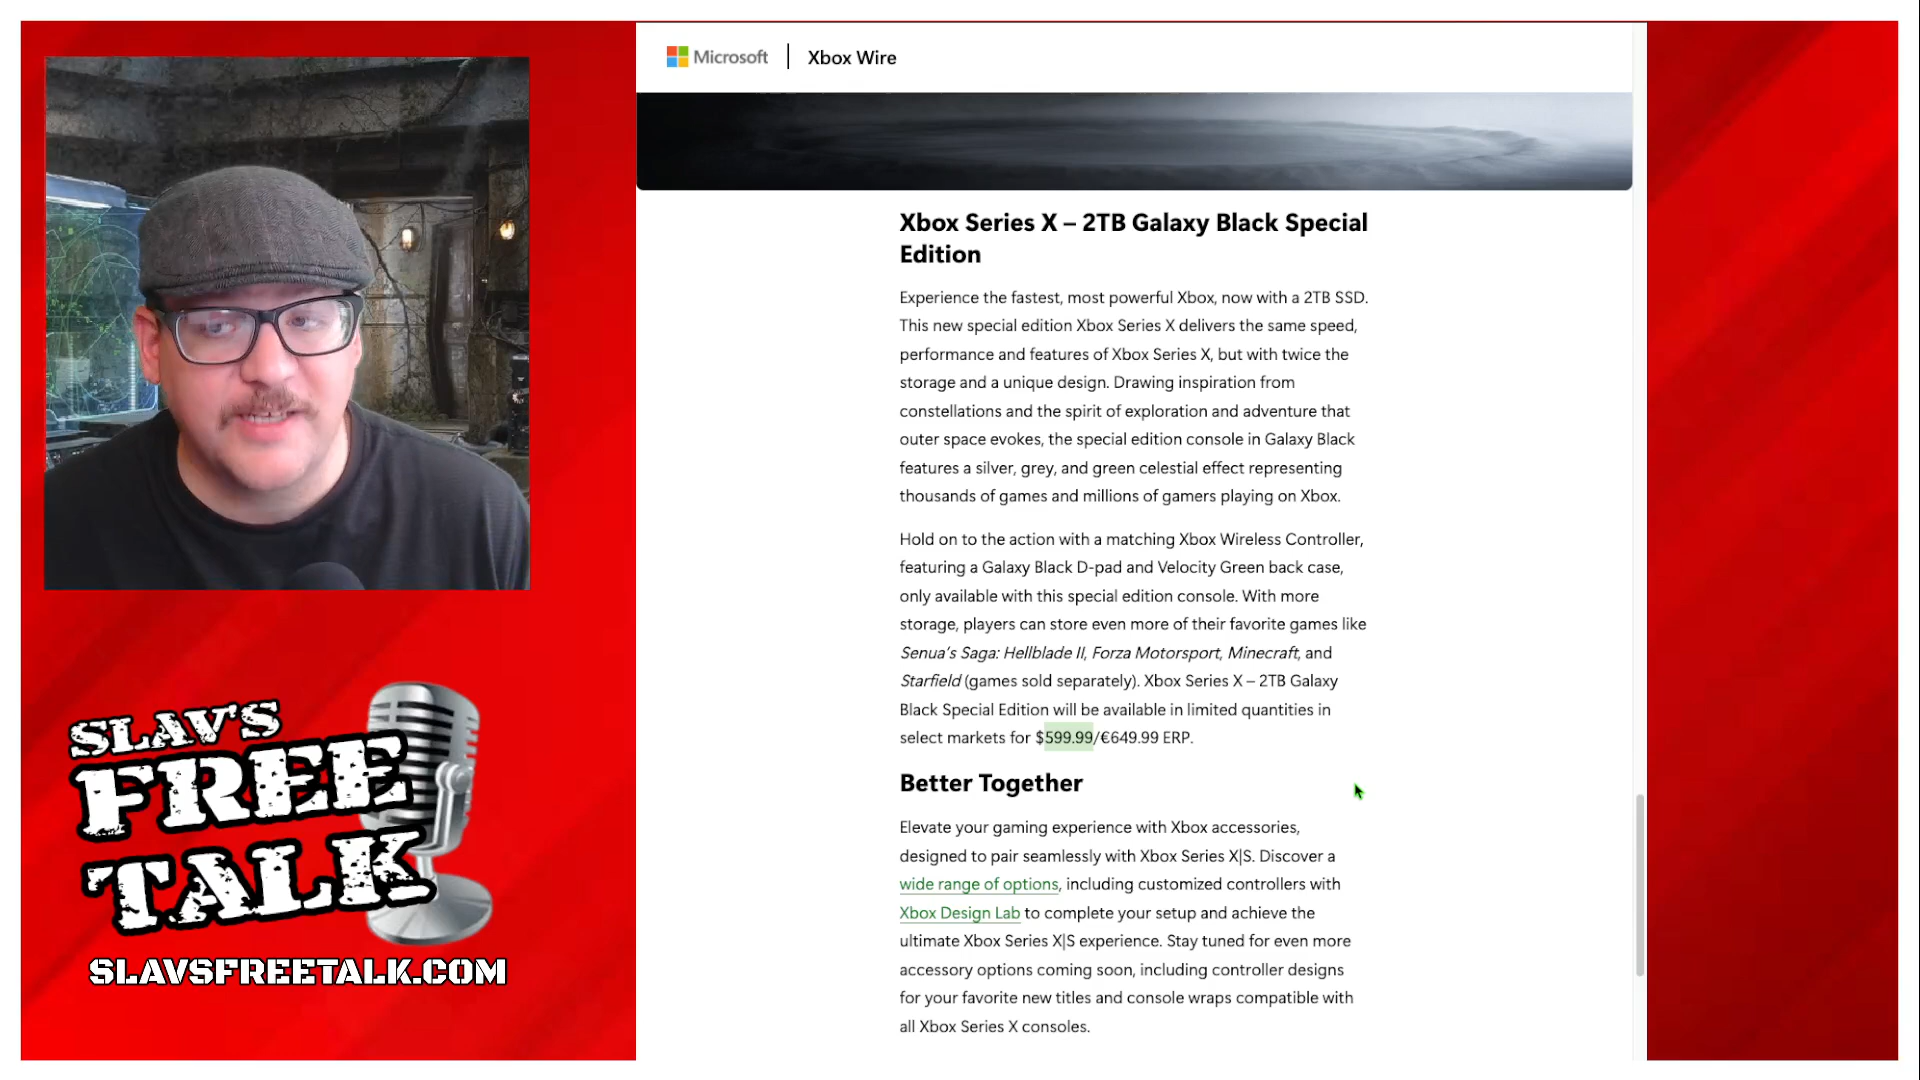 Microsoft | Xbox Wire
Xbox Series X – 2TB Galaxy Black Special
Edition
Experience the fastest, most powerful Xbox, now with a 2TB SSD.
This new special edition Xbox Series X delivers the same speed,
performance and features of Xbox Series X, but with twice the
storage and a unique design. Drawing inspiration from
constellations and the spirit of exploration and adventure that
outer space evokes, the special edition console in Galaxy Black
features a silver, grey, and green celestial effect representing
thousands of games and millions of gamers playing on Xbox.
Hold on to the action with a matching Xbox Wireless Controller,
featuring a Galaxy Black D-pad and Velocity Green back case,
only available with this special edition console. With more
storage, players can store even more of their favorite games like
Senua's Saga: Hellblade II, Forza Motorsport, Minecraft, and
Starfield (games sold separately). Xbox Series X – 2TB Galaxy
Black Special Edition will be available in limited quantities in
select markets for $599.99/€649.99 ERP.
Better Together
Elevate your gaming experience with Xbox accessories,
designed to pair seamlessly with Xbox Series X|S. Discover a
wide range of options, including customized controllers with
Xbox Design Lab to complete your setup and achieve the
ultimate Xbox Series X|S experience. Stay tuned for even more
accessory options coming soon, including controller designs
for your favorite new titles and console wraps compatible with
all Xbox Series X consoles.
SLAV'S
FREE
TALK
SLAVSFREETALK.COM